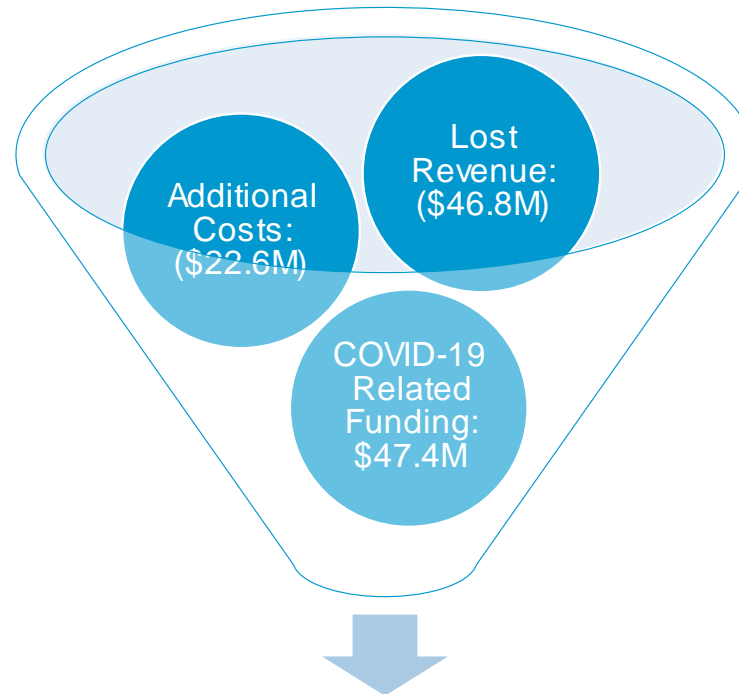 Lost
Revenue:
($46.8M)
Additional
Costs:
($22.6M)
COVID-19
Related
Funding:
$47.4M